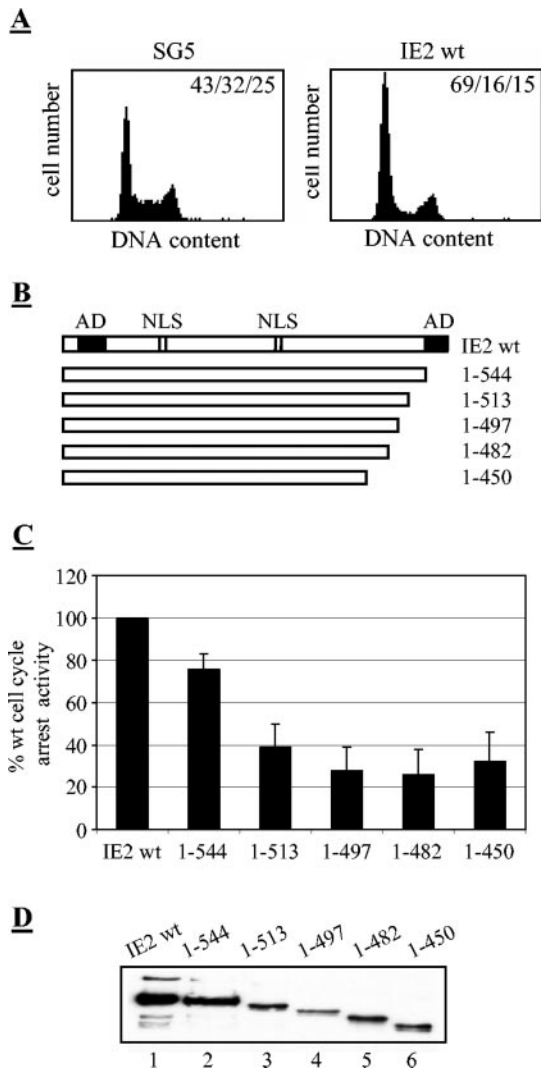 A
SG5
IE2 wt
43/32/25
69/16/15
cell number
cell number
DNA content
DNA content
B
AD NLS NLS AD
IE2 wt
1-544
1-513
1-497
1-482
1-450
C
% wt cell cycle
arrest activity
120
100
80
60
40
20
0
IE2 wt 1-544 1-513 1-497 1-482 1-450
D
IE2 wt 1-544 1-513 1-497 1-482 1-450
1 2 3 4 5 6